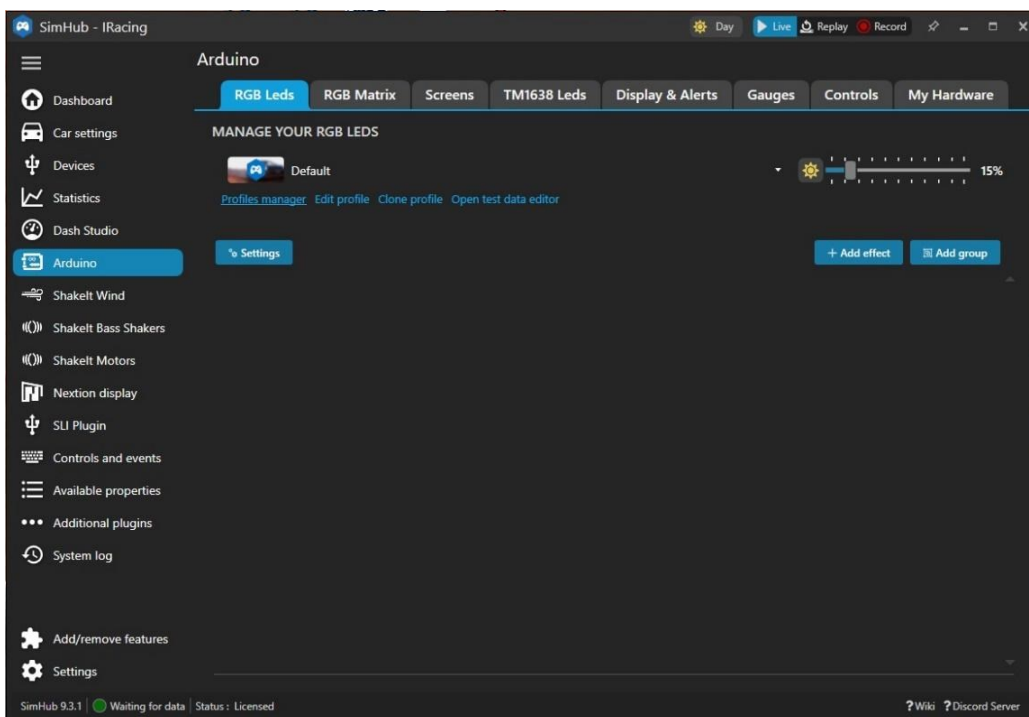 SimHub - IRacing
Day
Live
Replay
Record
Arduino
RGB Leds
RGB Matrix
Screens
TM1638 Leds
Display & Alerts
Gauges
Controls
My Hardware
Dashboard
Car settings
Devices
Statistics
Dash Studio
Arduino
ShakeIt Wind
ShakeIt Bass Shakers
ShakeIt Motors
Nextion display
SLI Plugin
Controls and events
Available properties
Additional plugins
System log
Add/remove features
Settings
MANAGE YOUR RGB LEDS
Default
15%
Profiles manager
Edit profile
Clone profile
Open test data editor
Settings
+ Add effect
Add group
SimHub 9.3.1
Waiting for data
Status : Licensed
? Wiki
? Discord Server